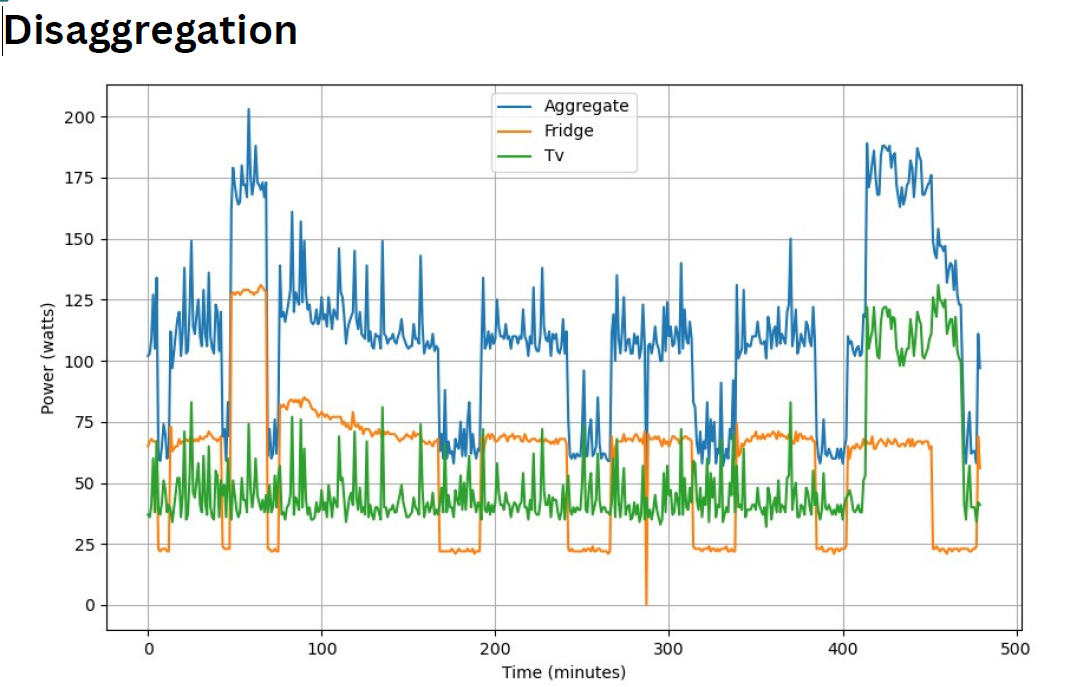 Disaggregation
Aggregate
Fridge
Tv
200
175
150
125
100
75
50
25
0
Power (watts)
0 100 200 300 400 500
Time (minutes)